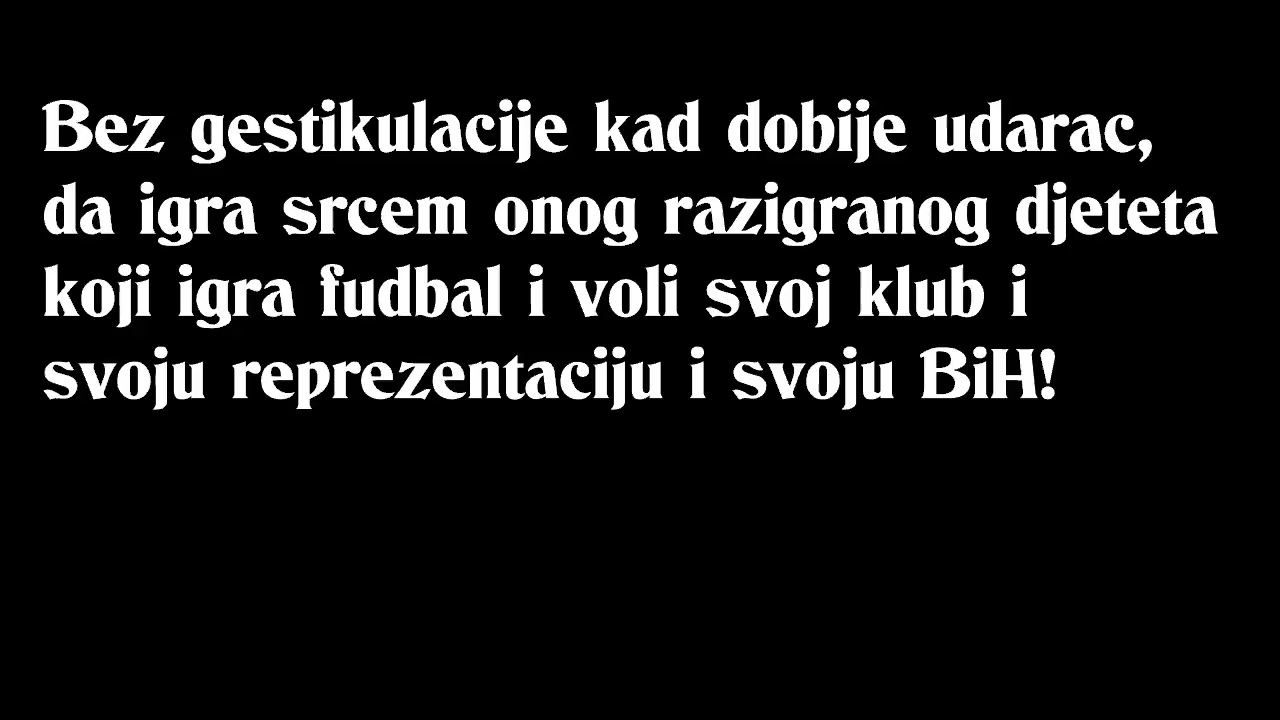 Bez gestikulacije kad dobije udarac,
da igra srcem onog razigranog djeteta
koji igra fudbal i voli svoj klub i
svoju reprezentaciju i svoju BiH!